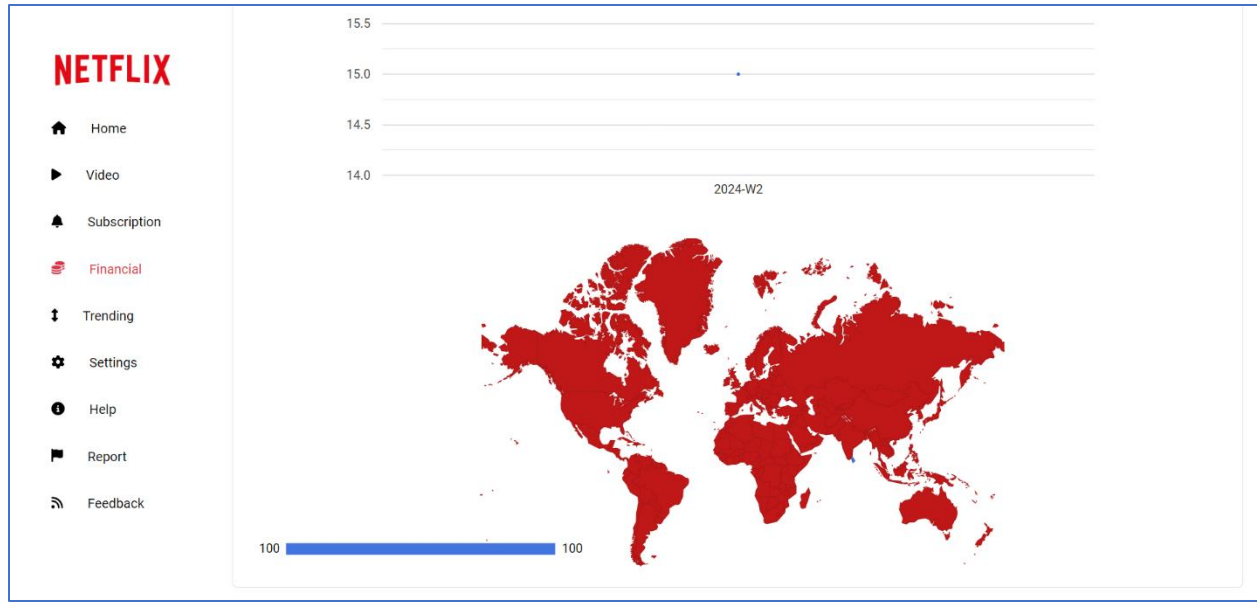 NETFLIX
Home
Video
Subscription
Financial
Trending
Settings
Help
Report
Feedback
15.5
15.0
14.5
14.0
2024-W2
100 100